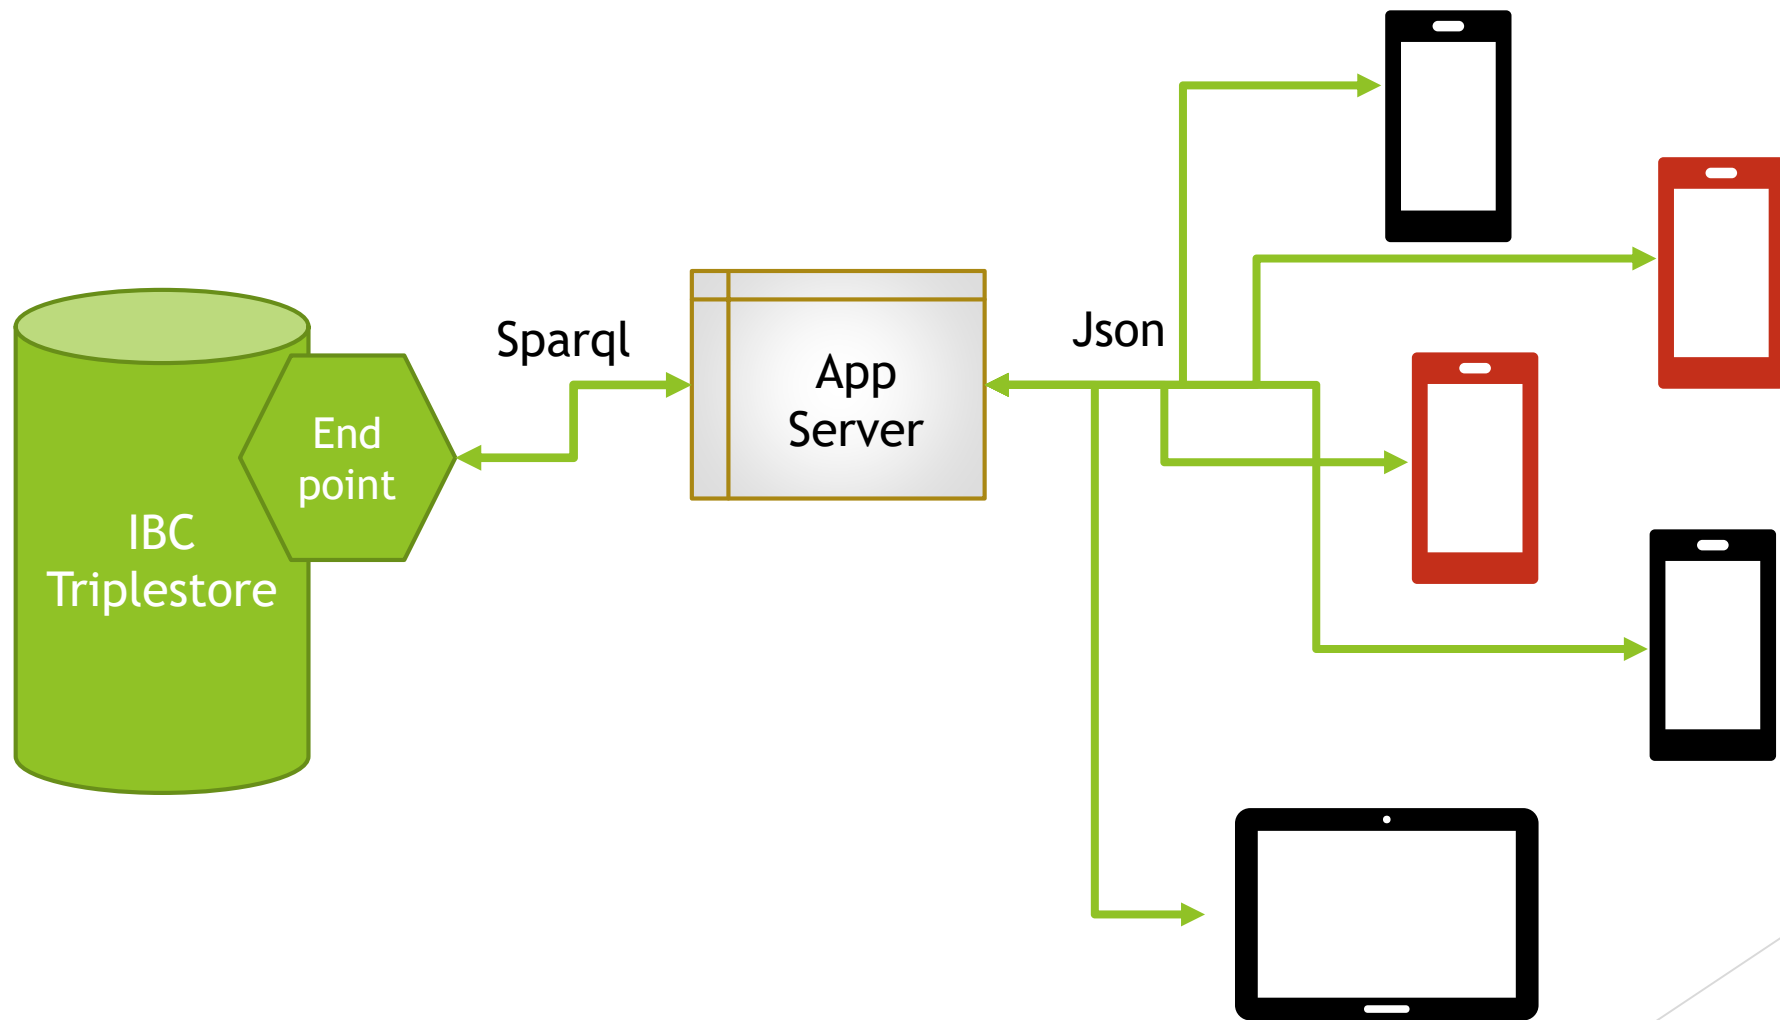 IBC
Triplestore
End
point
Sparql
App
Server
Json